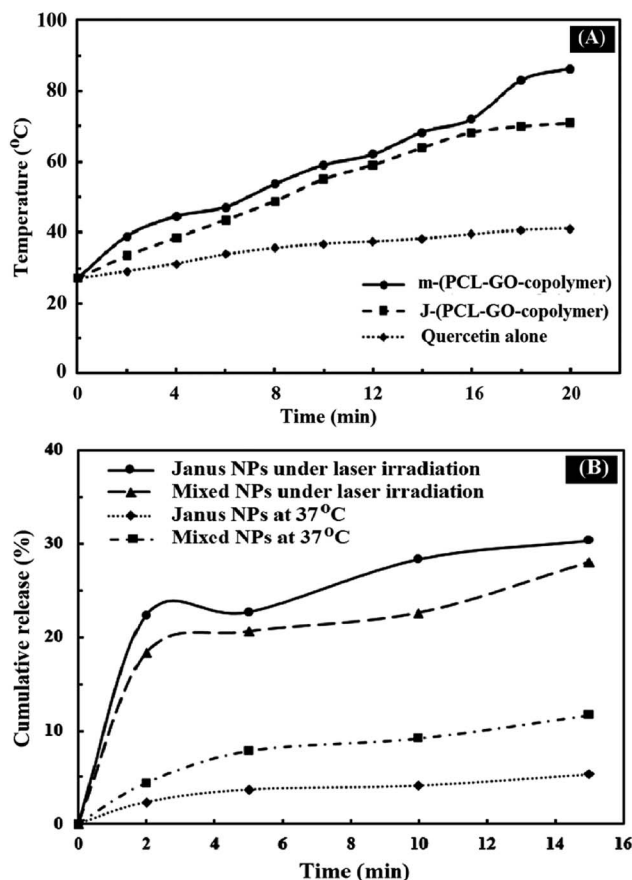 (A)
100
80
60
40
20
0
Temperature (⁰C)
m-(PCL-GO-copolymer)
J-(PCL-GO-copolymer)
Quercetin alone
0 4 8 12 16 20
Time (min)
(B)
40
30
20
10
0
Cumulative release (%)
Janus NPs under laser irradiation
Mixed NPs under laser irradiation
Janus NPs at 37⁰C
Mixed NPs at 37⁰C
0 2 4 6 8 10 12 14 16
Time (min)